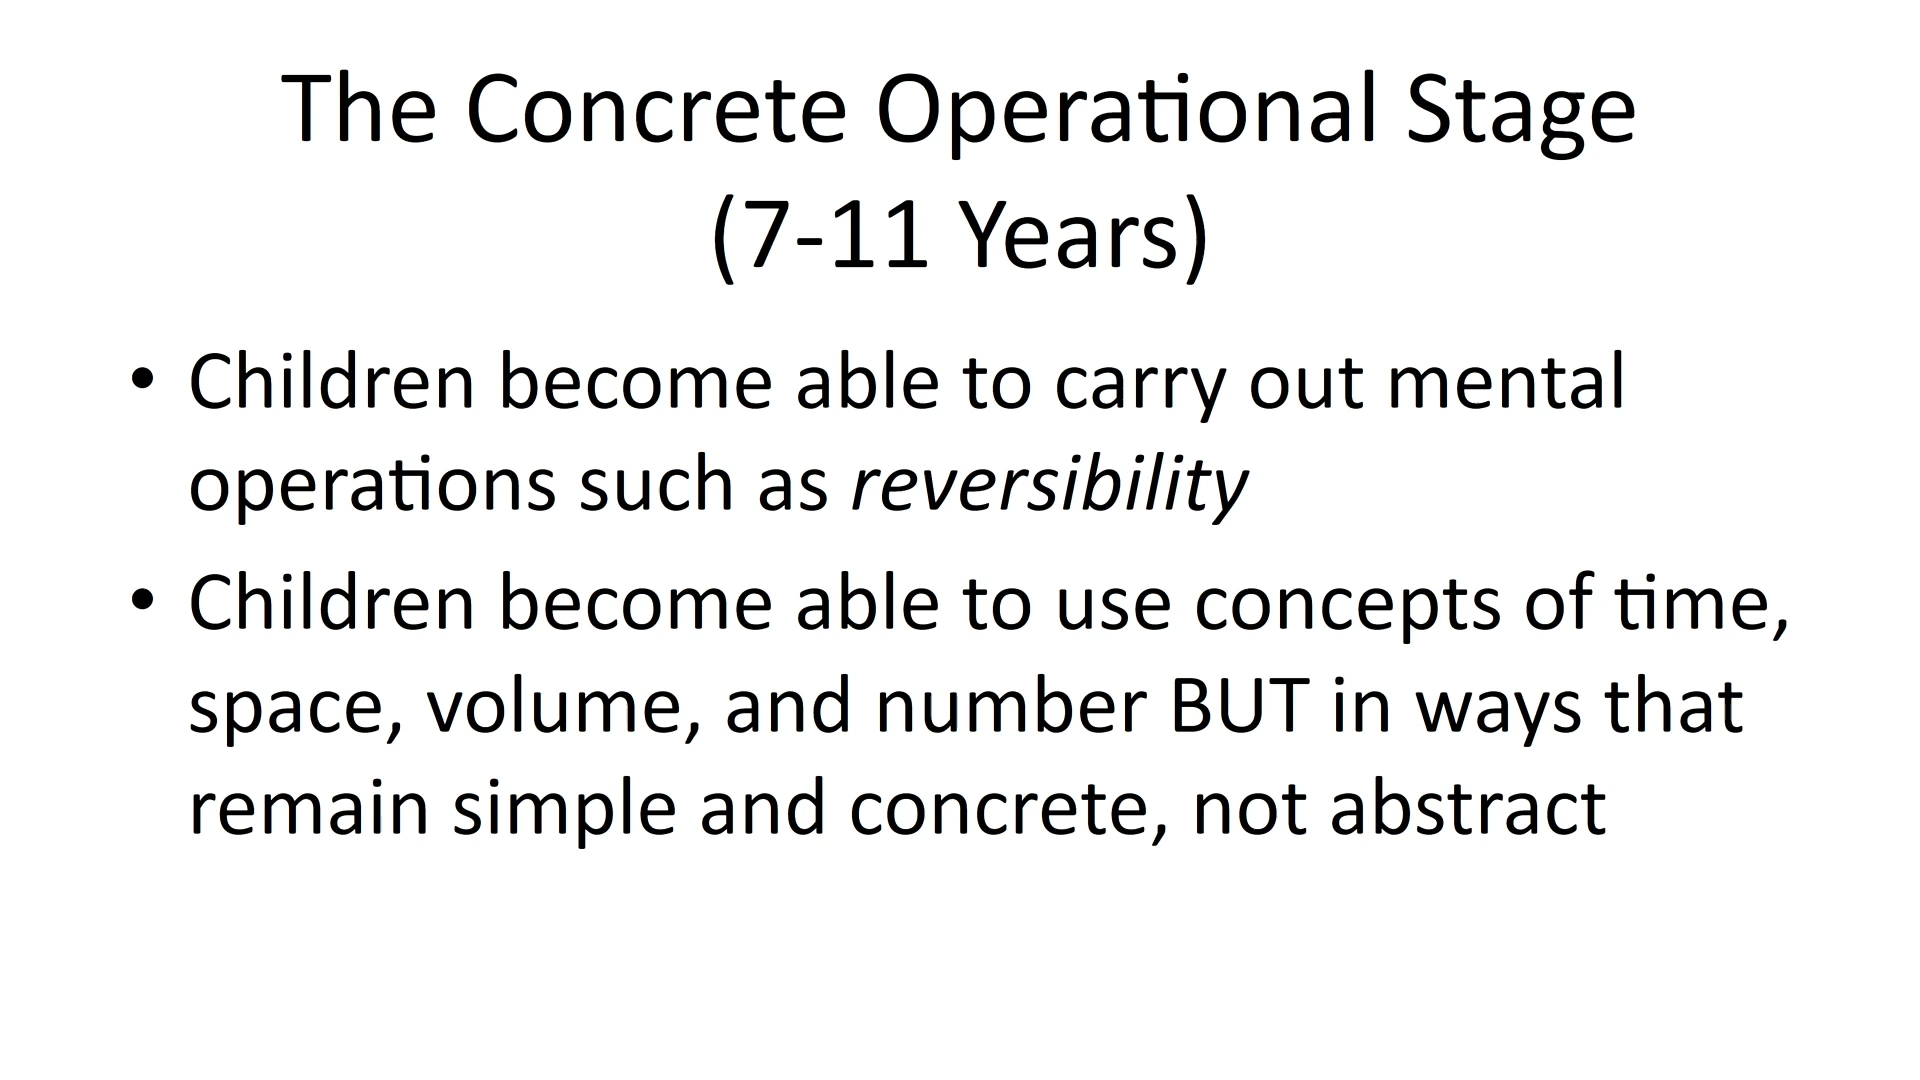 The Concrete Operational Stage
(7-11 Years)
• Children become able to carry out mental
operations such as reversibility
• Children become able to use concepts of time,
space, volume, and number BUT in ways that
remain simple and concrete, not abstract